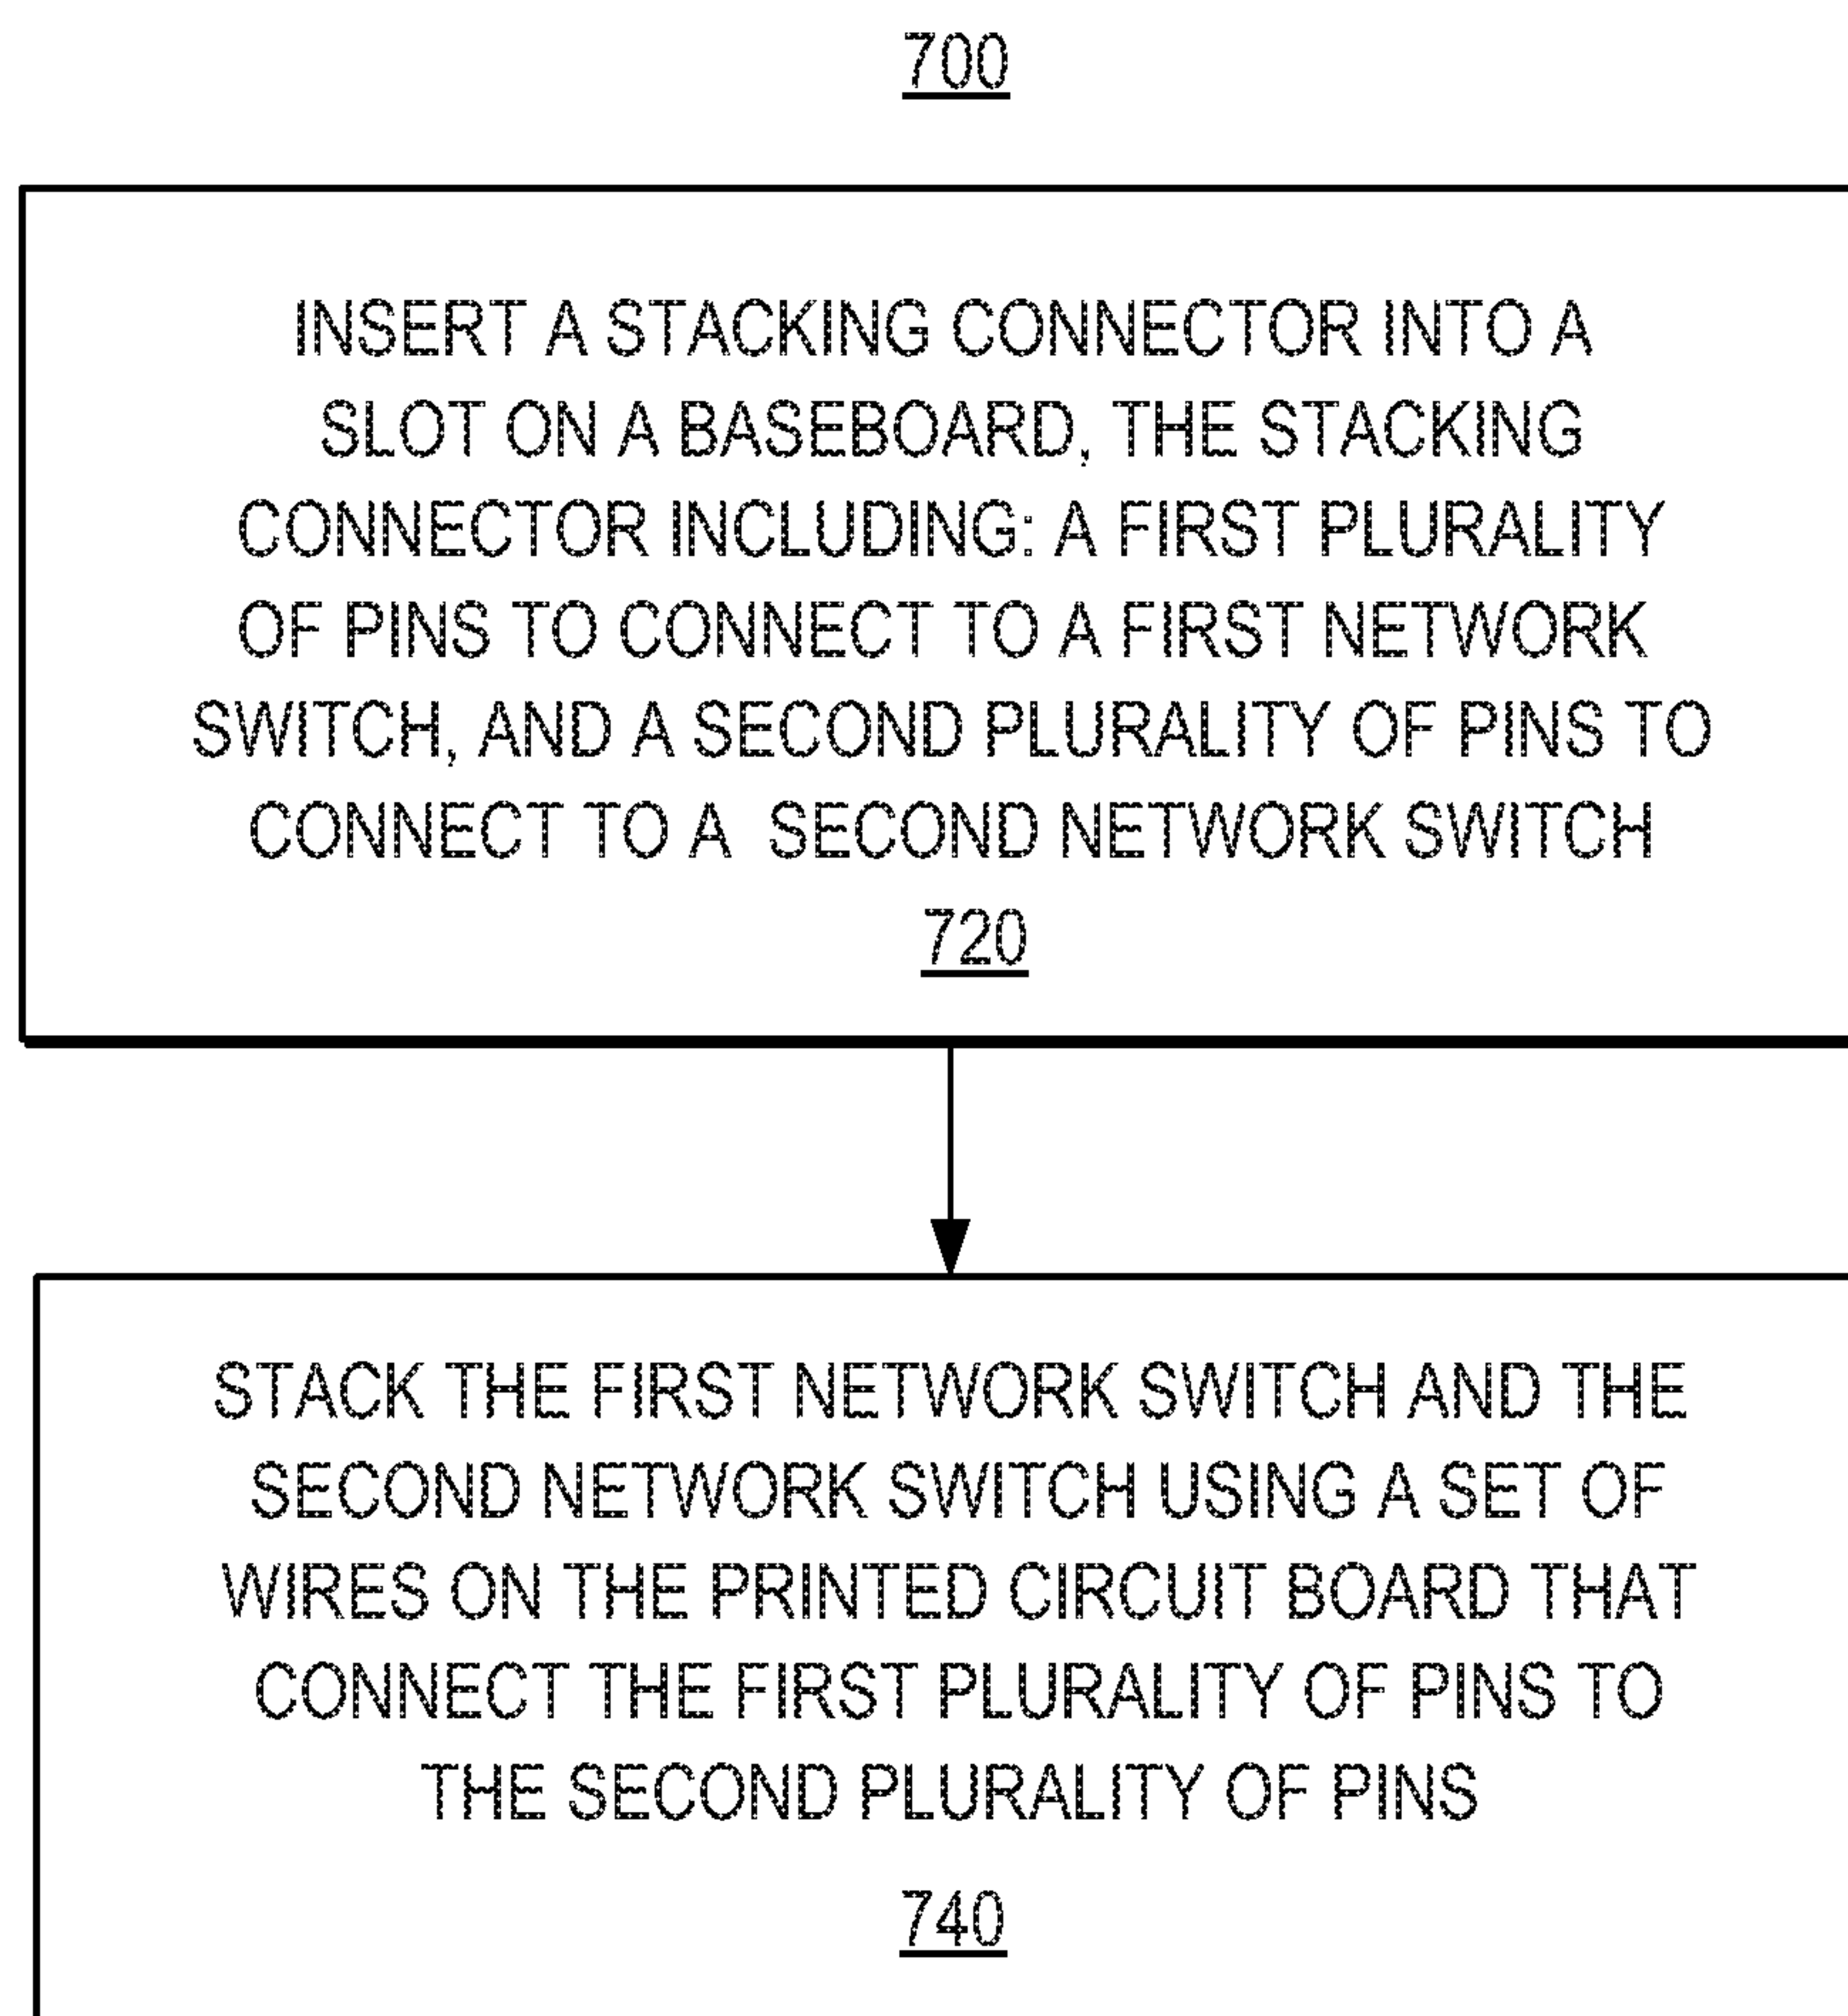 700
INSERT A STACKING CONNECTOR INTO A
SLOT ON A BASEBOARD, THE STACKING
CONNECTOR INCLUDING: A FIRST PLURALITY
OF PINS TO CONNECT TO A FIRST NETWORK
SWITCH, AND A SECOND PLURALITY OF PINS TO
CONNECT TO A SECOND NETWORK SWITCH
720
STACK THE FIRST NETWORK SWITCH AND THE
SECOND NETWORK SWITCH USING A SET OF
WIRES ON THE PRINTED CIRCUIT BOARD THAT
CONNECT THE FIRST PLURALITY OF PINS TO
THE SECOND PLURALITY OF PINS
740